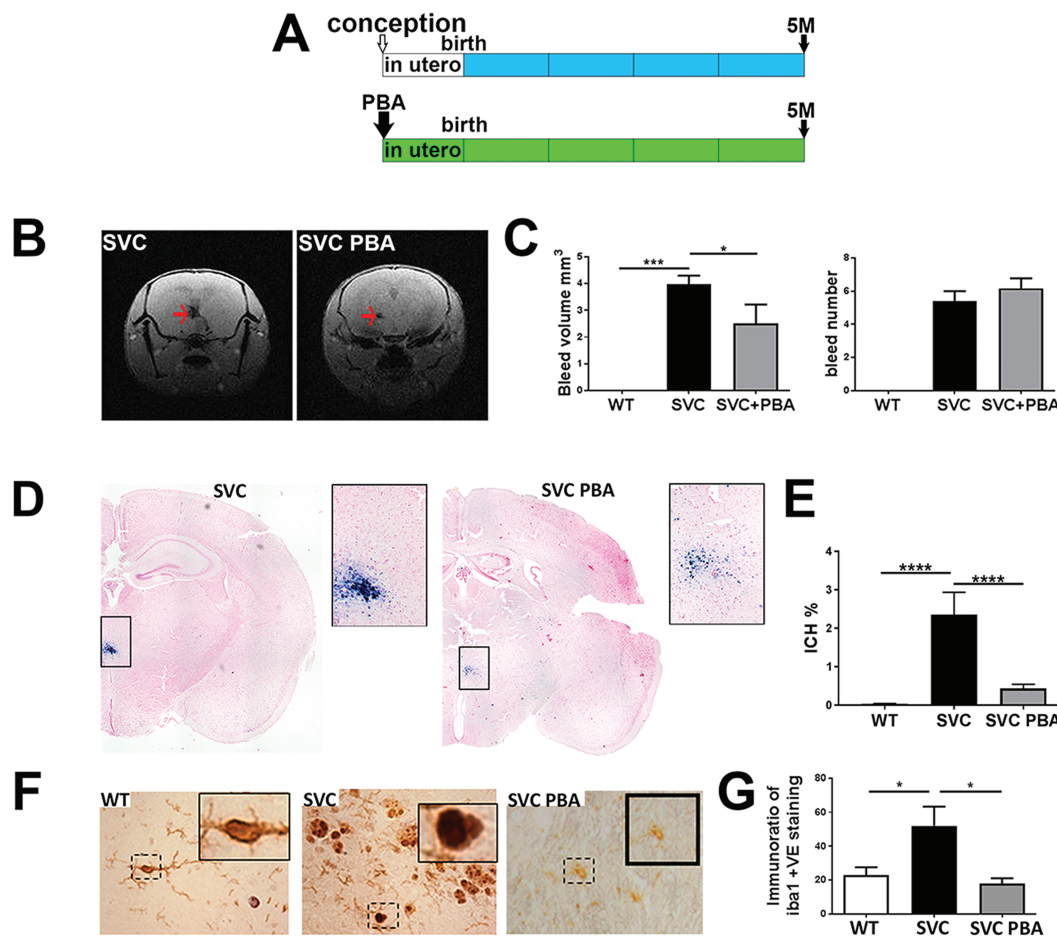 A
conception
birth
5M
in utero
PBA
birth
5M
in utero
B
SVC
SVC PBA
C
Bleed volume mm3
5
4
3
2
1
0
***
*
WT
SVC
SVC+PBA
bleed number
6
4
2
0
WT
SVC
SVC+PBA
D
SVC
SVC PBA
E
ICH %
4
3
2
1
0
****
****
WT
SVC
SVC PBA
F
WT
SVC
SVC PBA
G
Immunoratio of
iba1 +VE staining
80
60
40
20
0
*
*
WT
SVC
SVC PBA